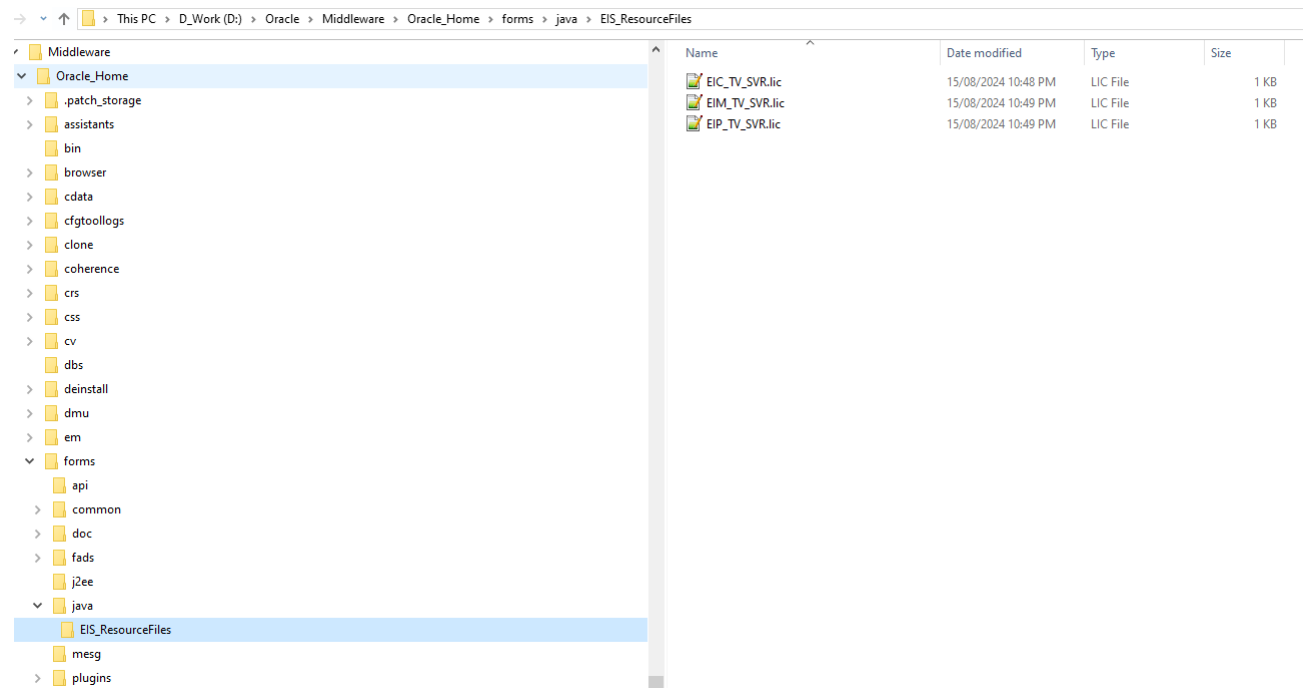 This PC > D_Work (D:) > Oracle > Middleware > Oracle_Home > forms > java > EIS_ResourceFiles
Middleware
Oracle_Home
.patch_storage
assistants
bin
browser
cdata
cfgtoollogs
clone
coherence
crs
css
cv
dbs
deinstall
dmu
em
forms
api
common
doc
fads
j2ee
java
EIS_ResourceFiles
mesg
plugins
Name Date modified Type Size
EIC_TV_SVR.lic 15/08/2024 10:48 PM LIC File 1 KB
EIM_TV_SVR.lic 15/08/2024 10:49 PM LIC File 1 KB
EIP_TV_SVR.lic 15/08/2024 10:49 PM LIC File 1 KB